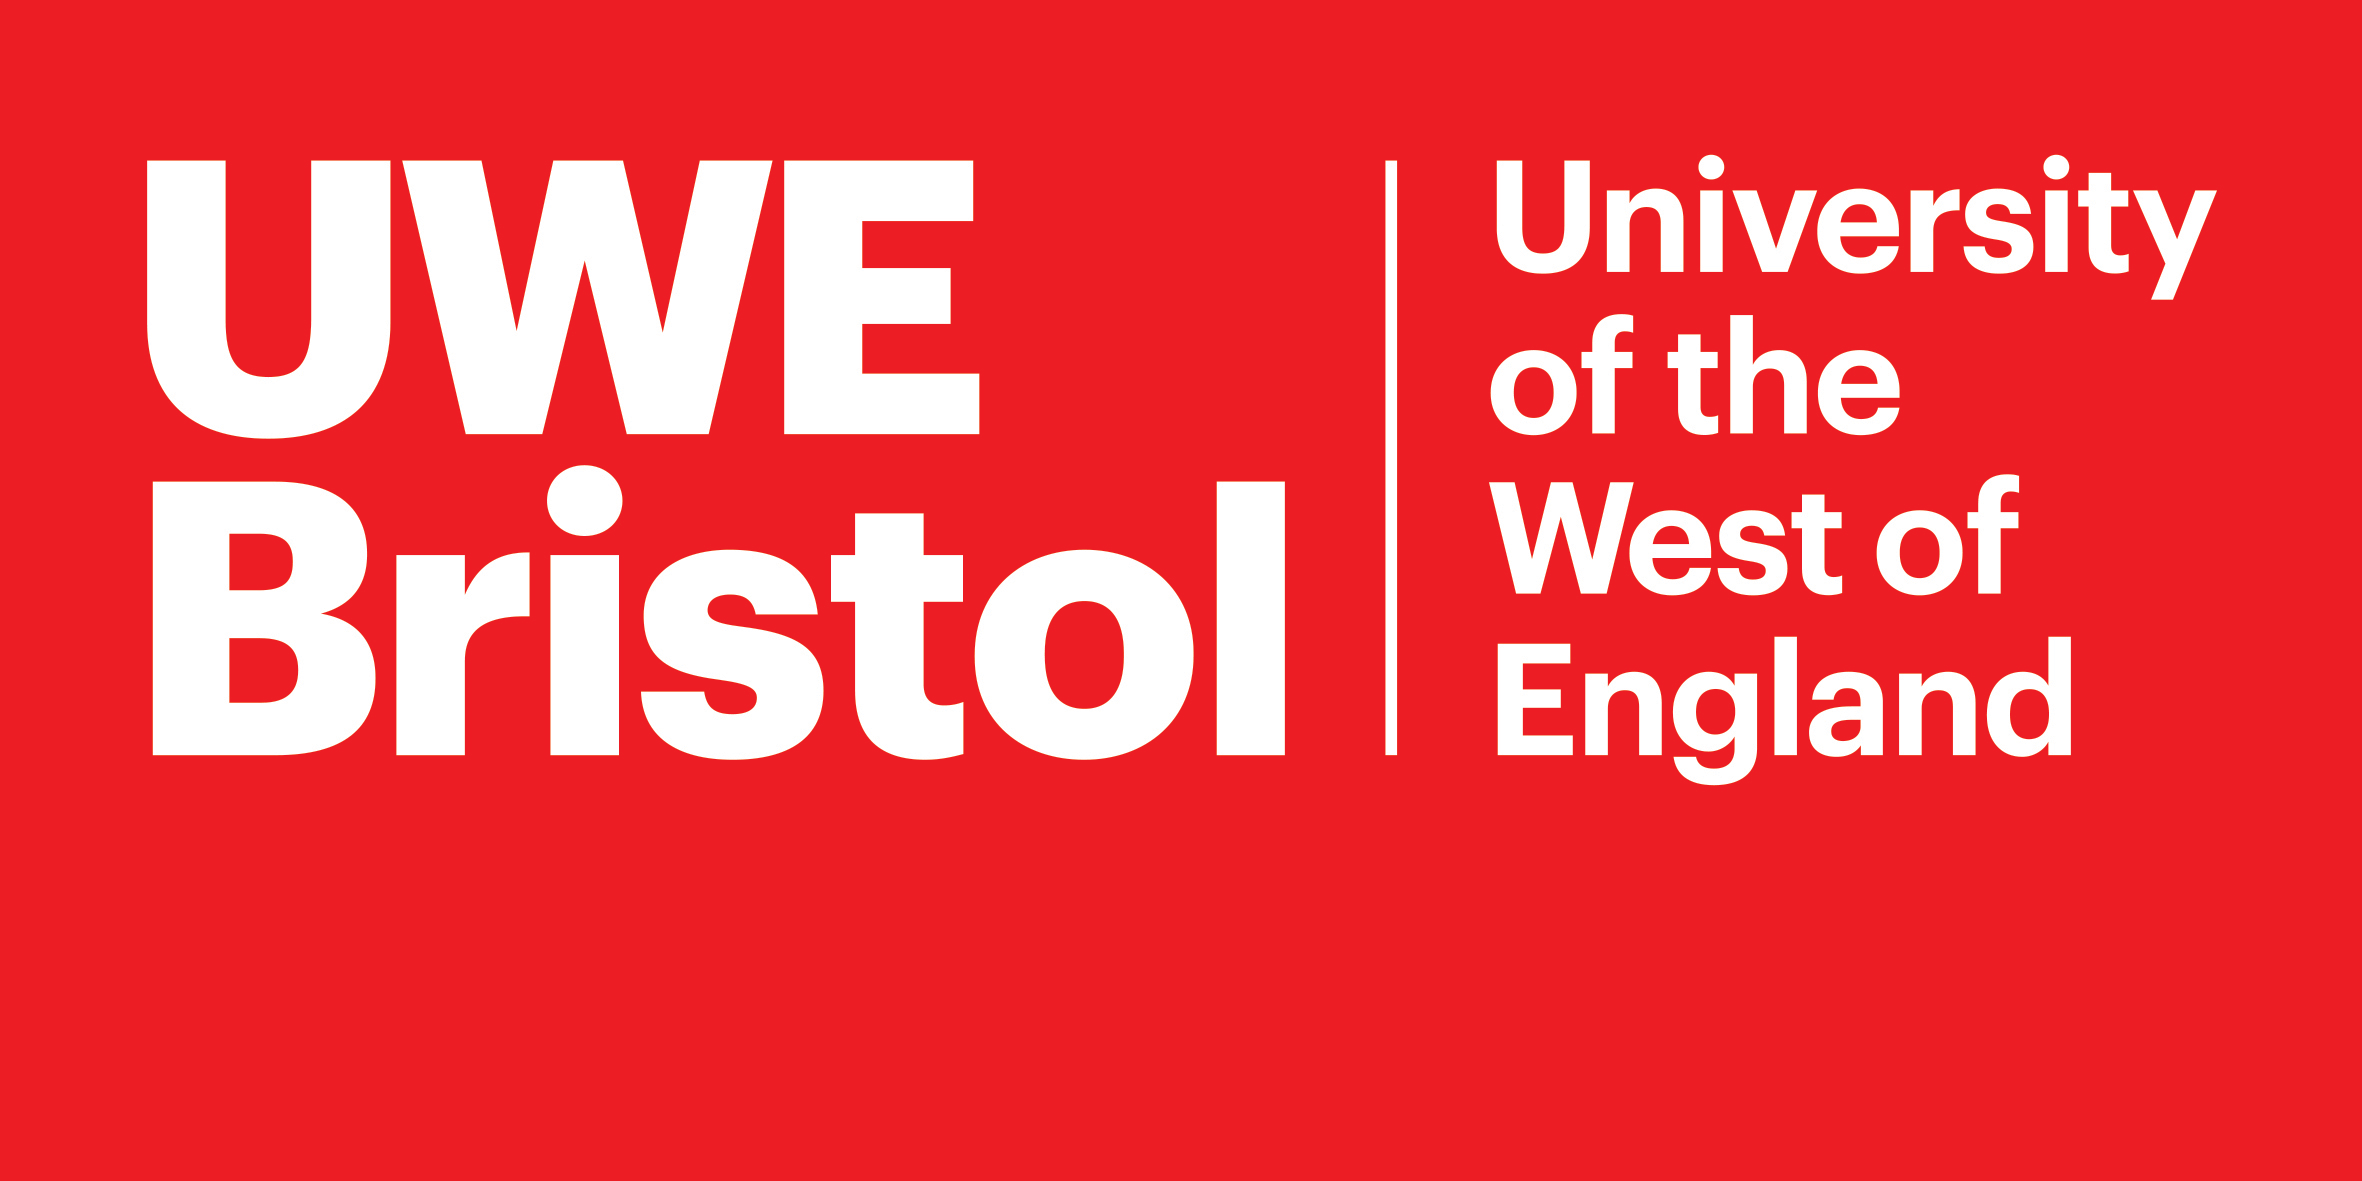 UWE
Bristol
University
of the
West of
England